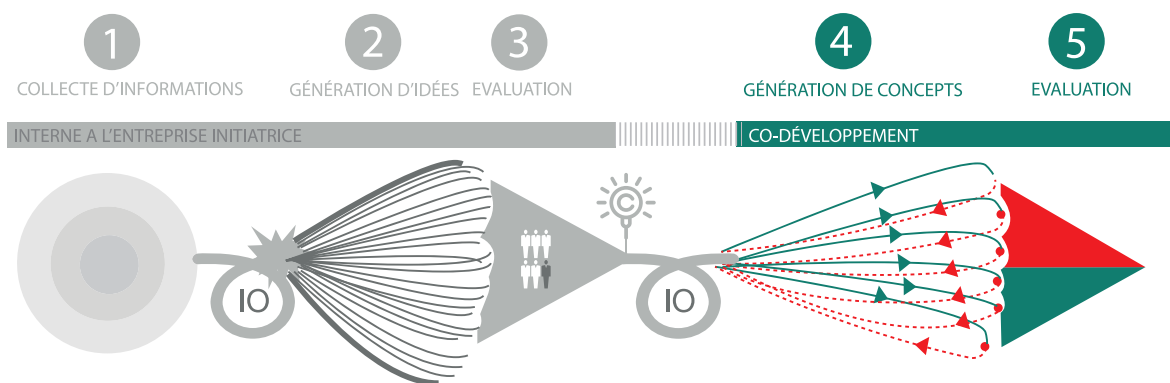 1
2
3
4
5
COLLECTE D'INFORMATIONS
GÉNÉRATION D'IDÉES
EVALUATION
GÉNÉRATION DE CONCEPTS
EVALUATION
INTERNE A L'ENTREPRISE INITIATRICE
CO-DÉVELOPPEMENT
©
IO
IO